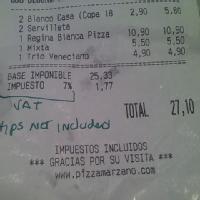 2 Blanco Casa (Copa 18 2,90 5,80
2 Servilleta
1 Regina Bianca Pizza 10,90 10,90
1 Mixta 5,50 5,50
1 Trio Veneciano 4,90 4,90
BASE IMPONIBLE 25,33
IMPUESTO 7% 1,77
VAT
TOTAL 27,10
tips NOT included
IMPUESTOS INCLUIDOS
*** GRACIAS POR SU VISITA ***
www.pizzamarzano.com